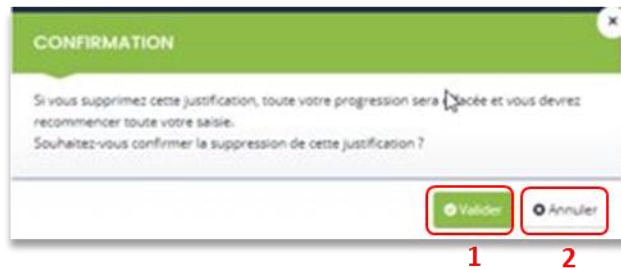 CONFIRMATION
Si vous supprimez cette justification, toute votre progression sera effacée et vous devrez
recommencer toute votre saisie.
Souhaitez-vous confirmer la suppression de cette justification ?
Valider Annuler
1 2